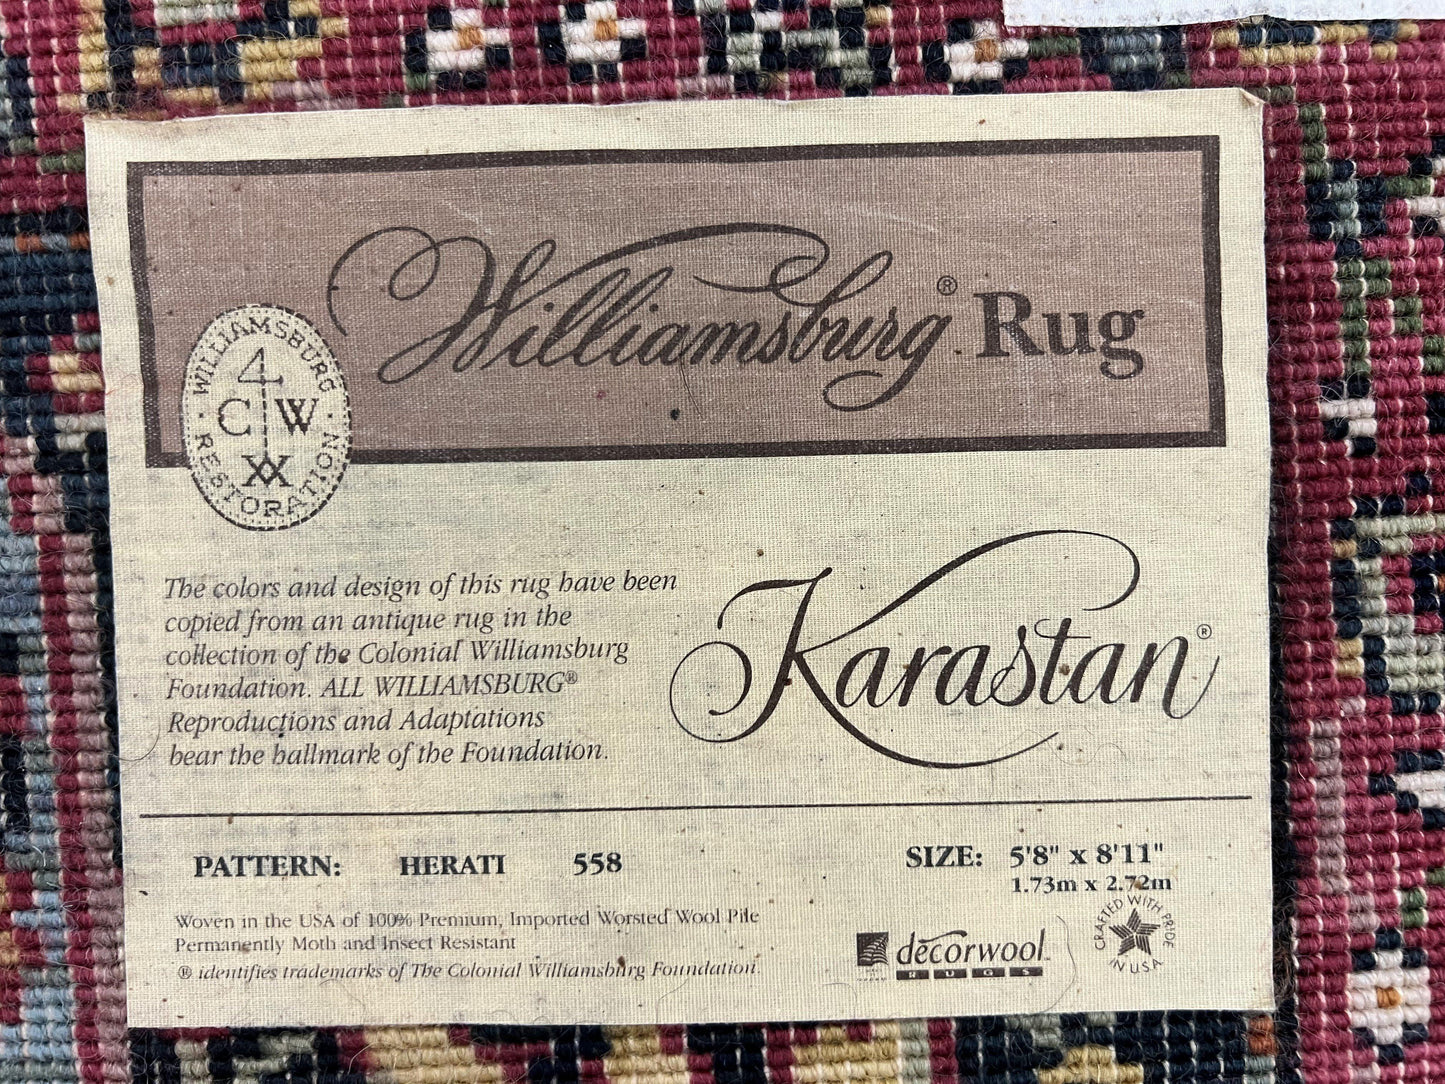 Williamsburg® Rug
WILLIAMSBURG
C W
RESTORATION
The colors and design of this rug have been
copied from an antique rug in the
collection of the Colonial Williamsburg
Foundation. ALL WILLIAMSBURG®
Reproductions and Adaptations
bear the hallmark of the Foundation.
Karastan®
PATTERN: HERATI 558
SIZE: 5'8" x 8'11"
1.73m x 2.72m
Woven in the USA of 100% Premium, Imported Worsted Wool Pile
Permanently Moth and Insect Resistant
® identifies trademarks of The Colonial Williamsburg Foundation.
décorwool
RUGS
CRAFTED WITH PRIDE
IN USA